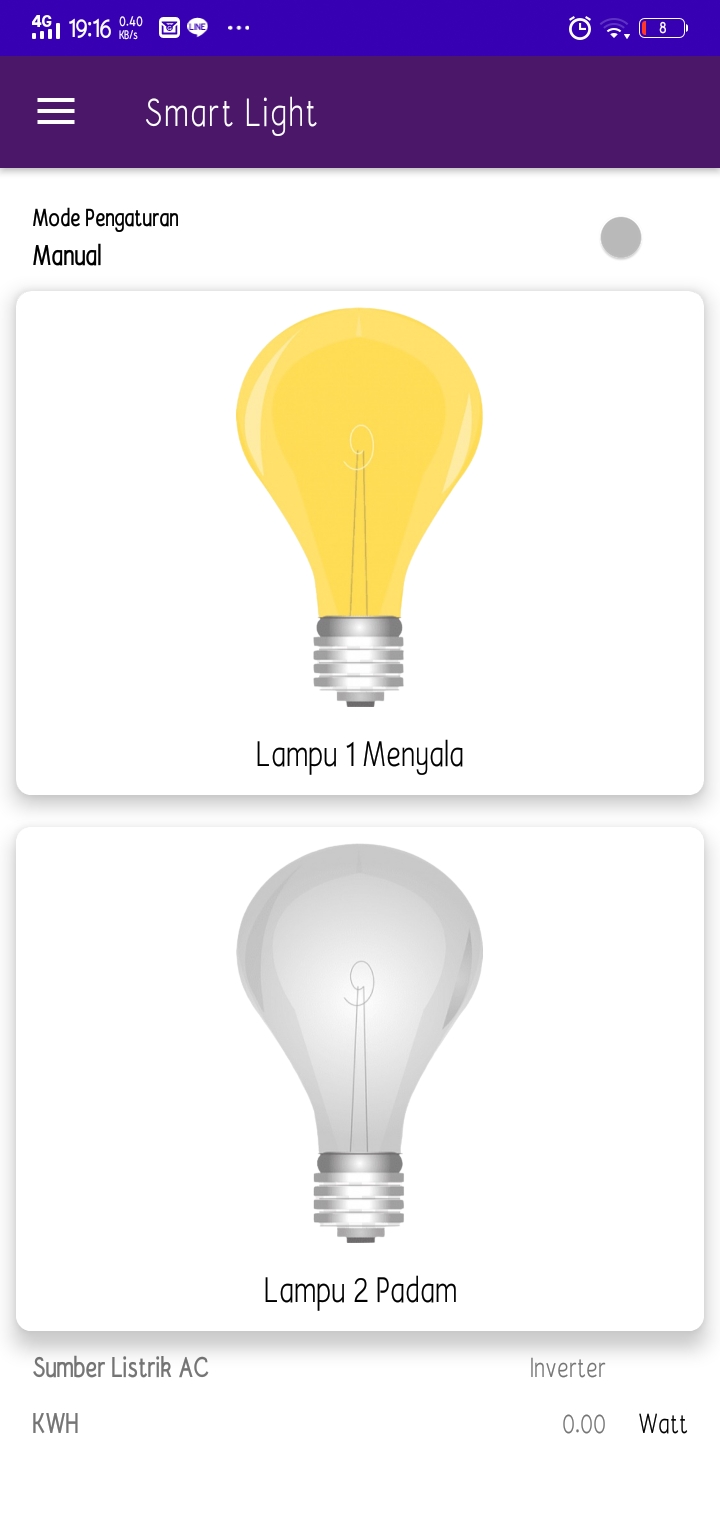 4G 19:16 0.40 KB/s LINE 8
Smart Light
Mode Pengaturan
Manual
Lampu 1 Menyala
Lampu 2 Padam
Sumber Listrik AC Inverter
KWH 0.00 Watt